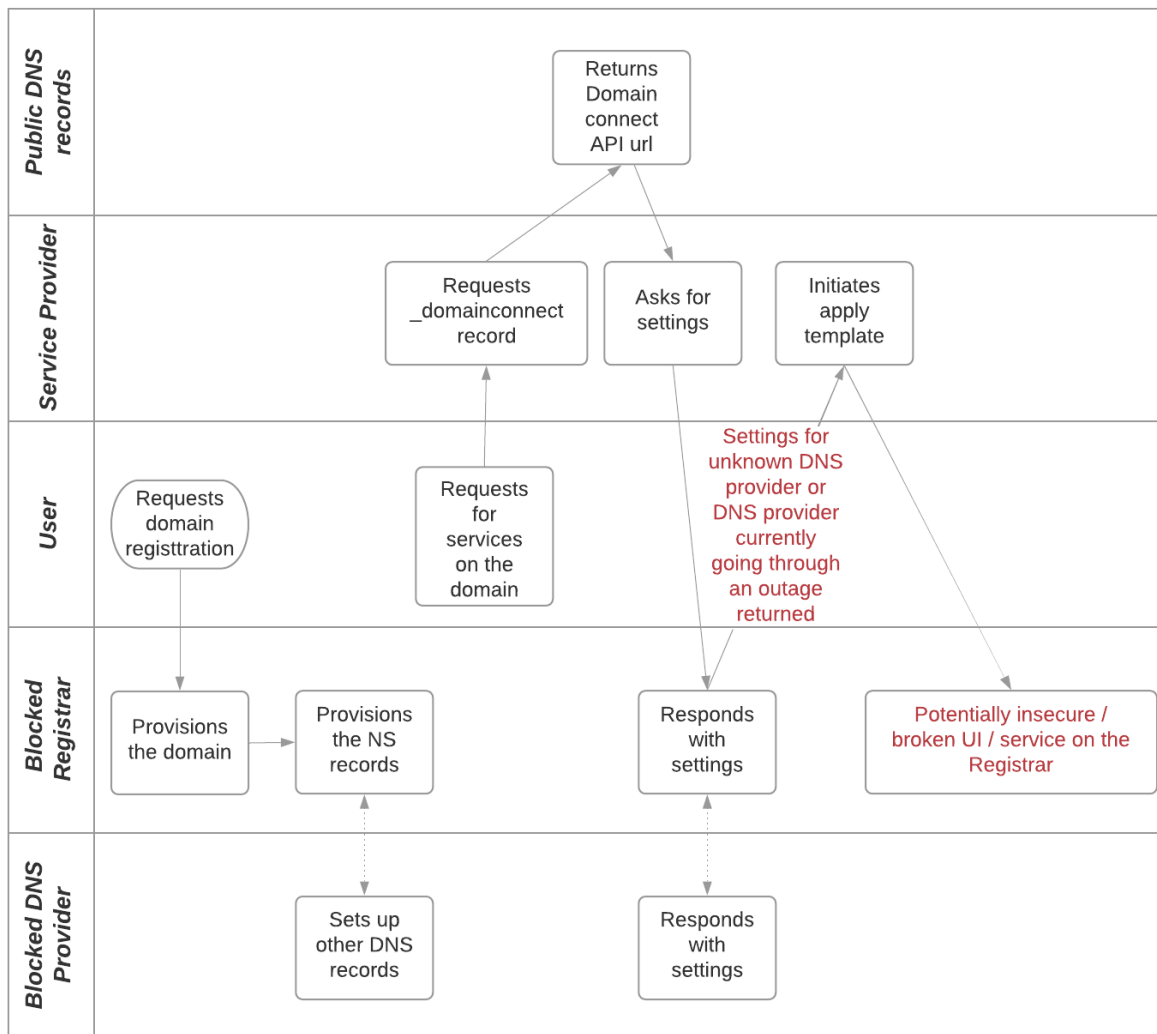 Public DNS
records
Returns
Domain
connect
API url
Service Provider
Requests
_domainconnect
record
Asks for
settings
Initiates
apply
template
User
Requests
domain
registtration
Requests
for
services
on the
domain
Settings for
unknown DNS
provider or
DNS provider
currently
going through
an outage
returned
Blocked
Registrar
Provisions
the domain
Provisions
the NS
records
Responds
with
settings
Potentially insecure /
broken UI / service on the
Registrar
Blocked DNS
Provider
Sets up
other DNS
records
Responds
with
settings